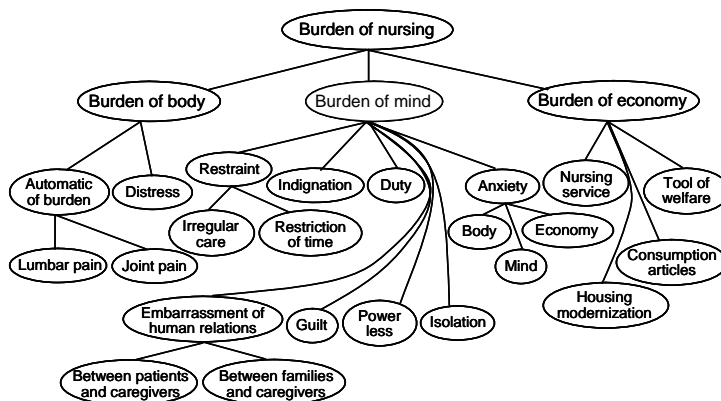 Burden of nursing
Burden of body
Burden of mind
Burden of economy
Restraint
Indignation
Duty
Anxiety
Nursing
service
Tool of
welfare
Automatic
of burden
Distress
Irregular
care
Restriction
of time
Body
Economy
Mind
Lumbar pain
Joint pain
Consumption
articles
Embarrassment of
human relations
Guilt
Power
less
Isolation
Housing
modernization
Between patients
and caregivers
Between families
and caregivers